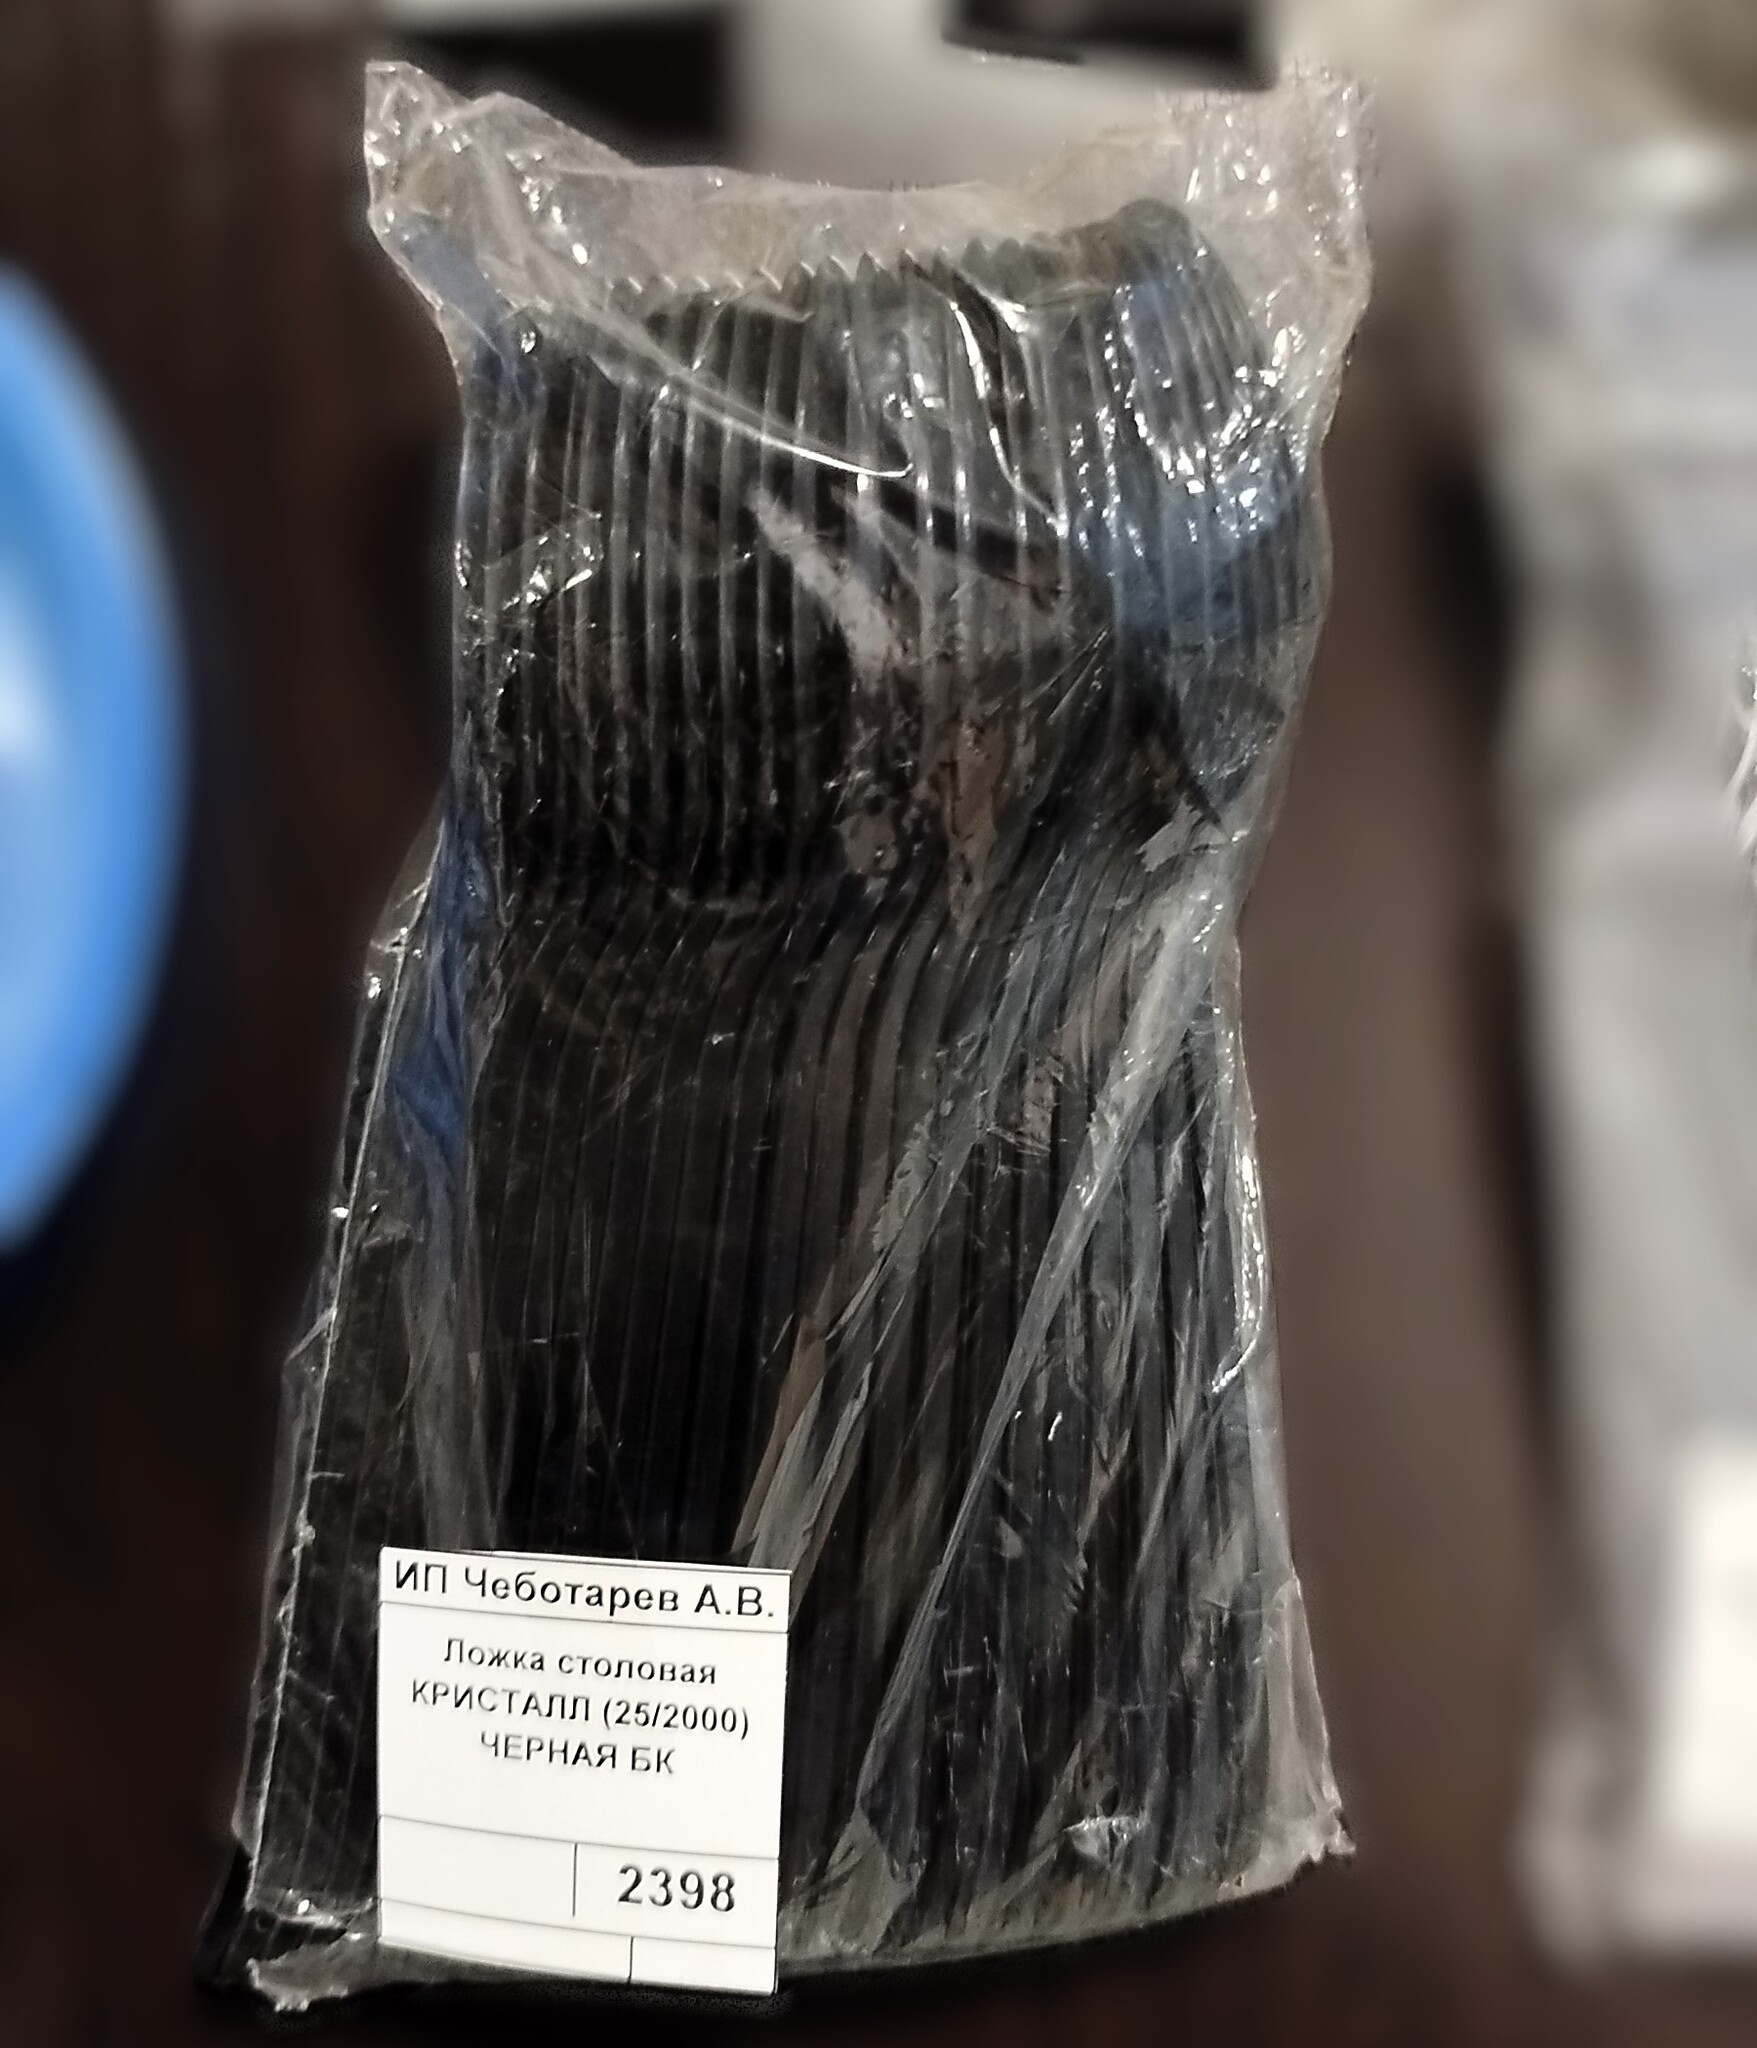 ИП Чеботарев А.В.
Ложка столовая
КРИСТАЛЛ (25/2000)
ЧЕРНАЯ БК
2398